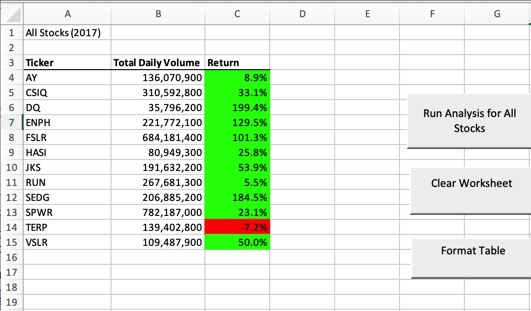 A B C D E F G
1 All Stocks (2017)
2
3 Ticker Total Daily Volume Return
4 AY 136,070,900 8.9%
5 CSIQ 310,592,800 33.1%
6 DQ 35,796,200 199.4%
7 ENPH 221,772,100 129.5%
8 FSLR 684,181,400 101.3%
9 HASI 80,949,300 25.8%
10 JKS 191,632,200 53.9%
11 RUN 267,681,300 5.5%
12 SEDG 206,885,200 184.5%
13 SPWR 782,187,000 23.1%
14 TERP 139,402,800 -7.2%
15 VSLR 109,487,900 50.0%
16
17
18
19
Run Analysis for All
Stocks
Clear Worksheet
Format Table